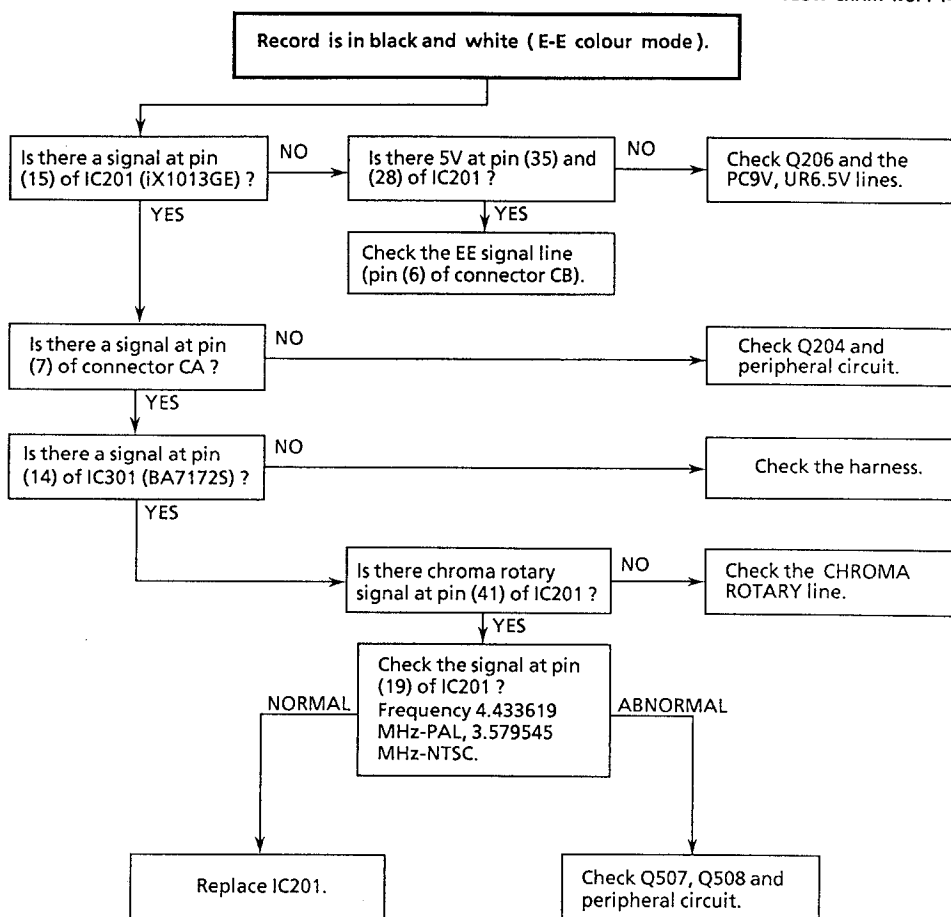 Record is in black and white ( E-E colour mode ).
Is there a signal at pin
(15) of IC201 (iX1013GE) ?
NO
Is there 5V at pin (35) and
(28) of IC201 ?
NO
Check Q206 and the
PC9V, UR6.5V lines.
YES
YES
Check the EE signal line
(pin (6) of connector CB).
Is there a signal at pin
(7) of connector CA ?
NO
Check Q204 and
peripheral circuit.
YES
Is there a signal at pin
(14) of IC301 (BA7172S) ?
NO
Check the harness.
YES
Is there chroma rotary
signal at pin (41) of IC201 ?
NO
Check the CHROMA
ROTARY line.
YES
Check the signal at pin
(19) of IC201 ?
Frequency 4.433619
MHz-PAL, 3.579545
MHz-NTSC.
NORMAL
ABNORMAL
Replace IC201.
Check Q507, Q508 and
peripheral circuit.